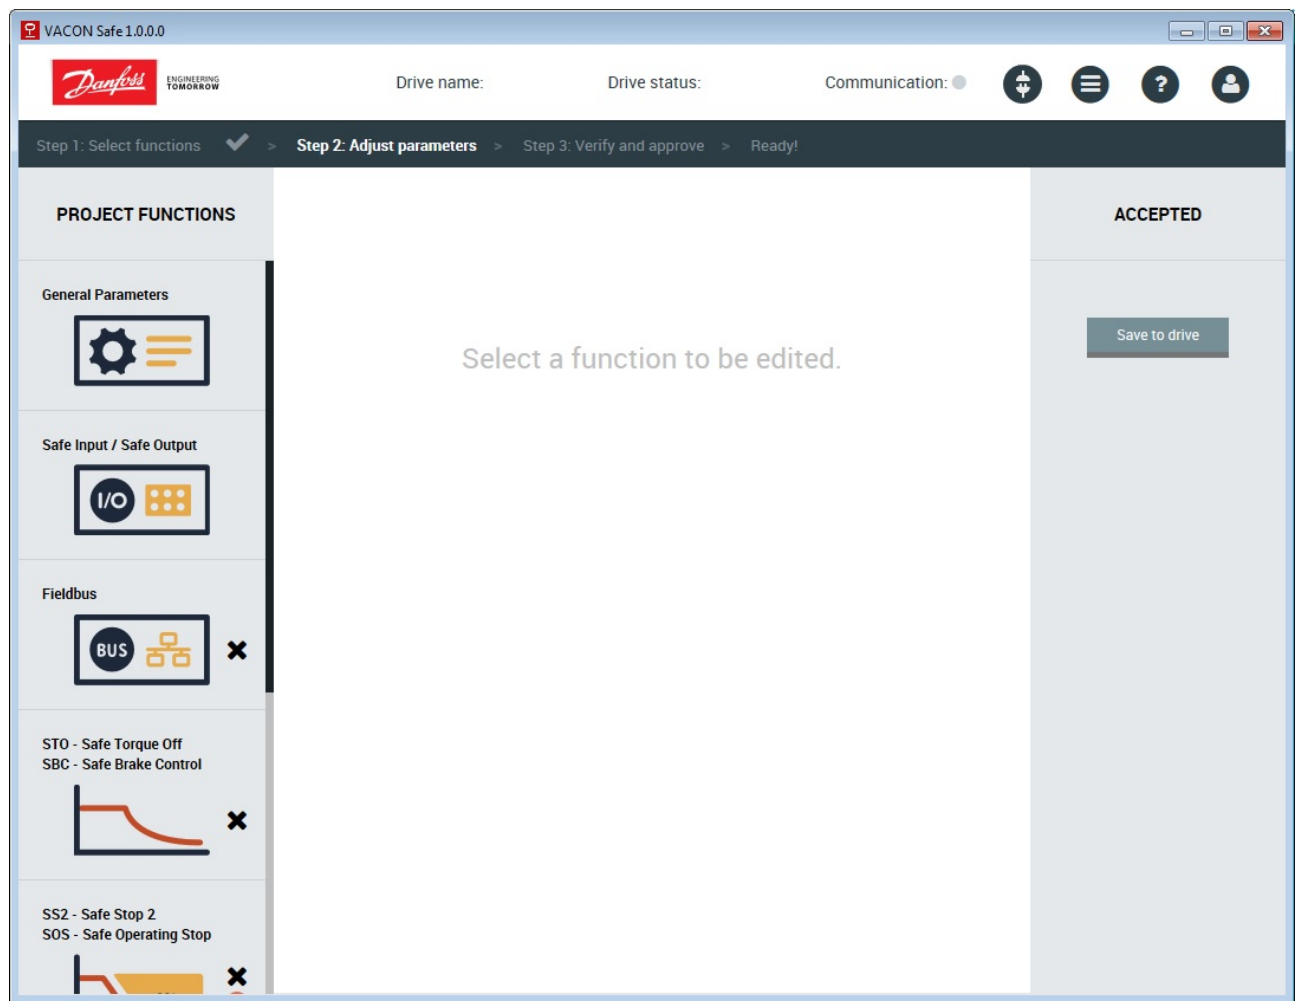 VACON Safe 1.0.0.0
Danfoss
ENGINEERING
TOMORROW
Drive name:
Drive status:
Communication:
?
Step 1: Select functions > Step 2: Adjust parameters > Step 3: Verify and approve > Ready!
PROJECT FUNCTIONS
General Parameters
Safe Input / Safe Output
I/O
Fieldbus
BUS
STO - Safe Torque Off
SBC - Safe Brake Control
SS2 - Safe Stop 2
SOS - Safe Operating Stop
Select a function to be edited.
ACCEPTED
Save to drive